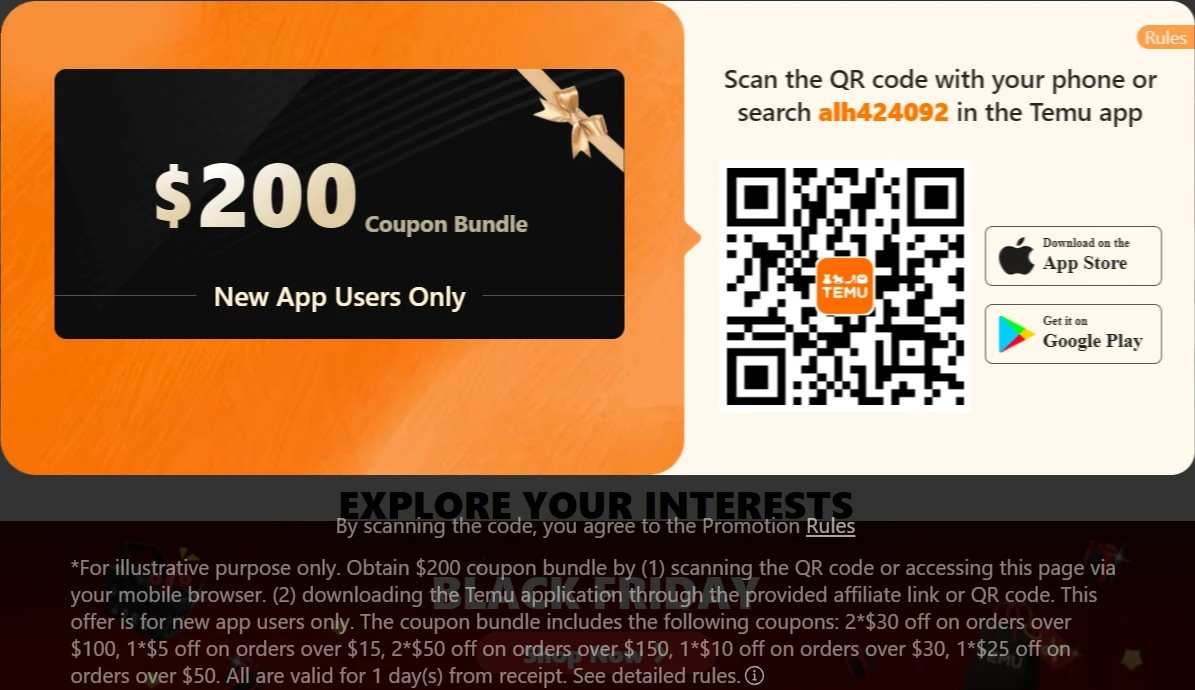 Rules
Scan the QR code with your phone or
search alh424092 in the Temu app
$200 Coupon Bundle
New App Users Only
TEMU
Download on the
App Store
Get it on
Google Play
EXPLORE YOUR INTERESTS
By scanning the code, you agree to the Promotion Rules
*For illustrative purpose only. Obtain $200 coupon bundle by (1) scanning the QR code or accessing this page via
your mobile browser. (2) downloading the Temu application through the provided affiliate link or QR code. This
offer is for new app users only. The coupon bundle includes the following coupons: 2*$30 off on orders over
$100, 1*$5 off on orders over $15, 2*$50 off on orders over $150, 1*$10 off on orders over $30, 1*$25 off on
orders over $50. All are valid for 1 day(s) from receipt. See detailed rules.
BLACK FRIDAY
Shop Now
TEMU